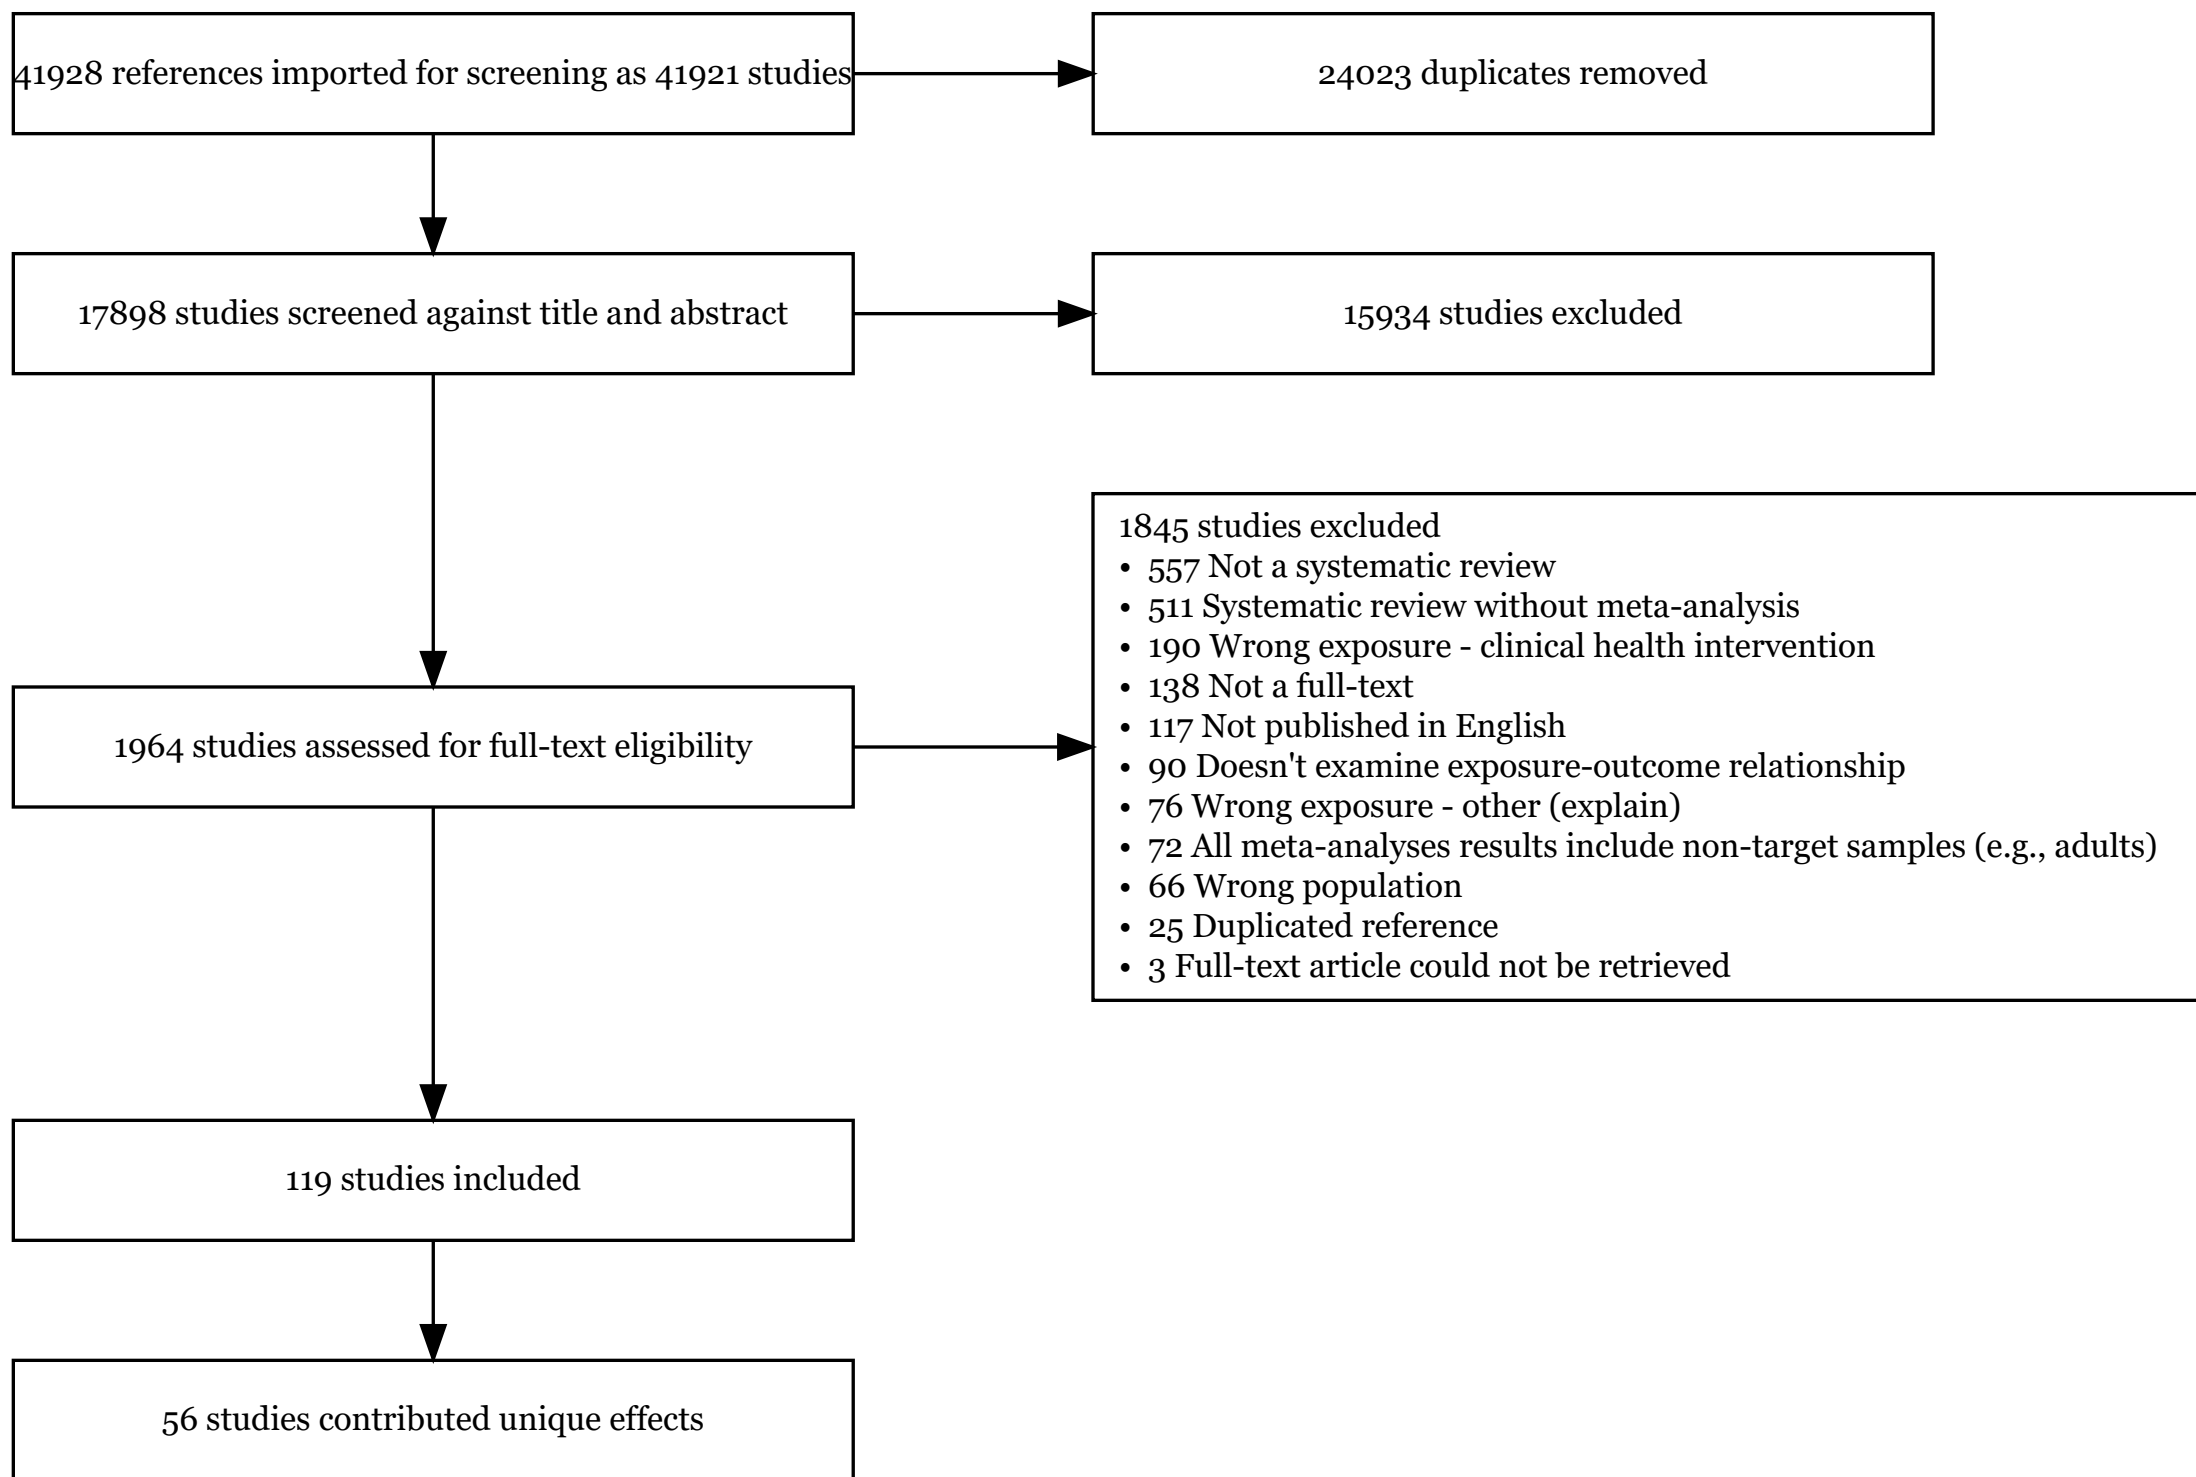 41928 references imported for screening as 41921 studies
24023 duplicates removed
17898 studies screened against title and abstract
15934 studies excluded
1964 studies assessed for full-text eligibility
1845 studies excluded
• 557 Not a systematic review
• 511 Systematic review without meta-analysis
• 190 Wrong exposure - clinical health intervention
• 138 Not a full-text
• 117 Not published in English
• 90 Doesn't examine exposure-outcome relationship
• 76 Wrong exposure - other (explain)
• 72 All meta-analyses results include non-target samples (e.g., adults)
• 66 Wrong population
• 25 Duplicated reference
• 3 Full-text article could not be retrieved
119 studies included
56 studies contributed unique effects